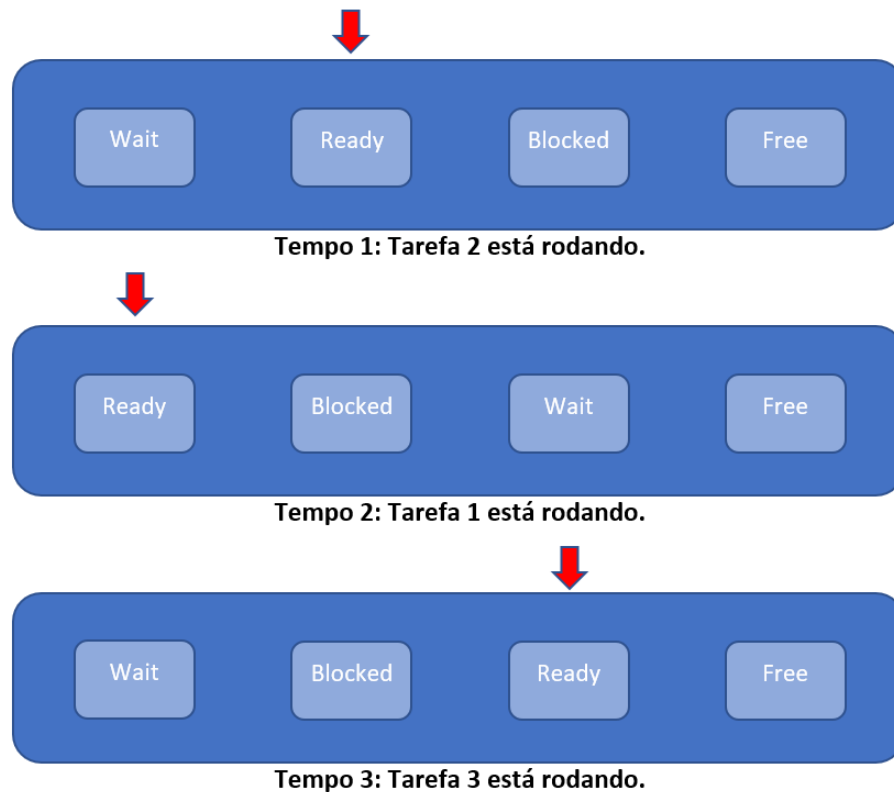 Wait Ready Blocked Free
Tempo 1: Tarefa 2 está rodando.
Ready Blocked Wait Free
Tempo 2: Tarefa 1 está rodando.
Wait Blocked Ready Free
Tempo 3: Tarefa 3 está rodando.